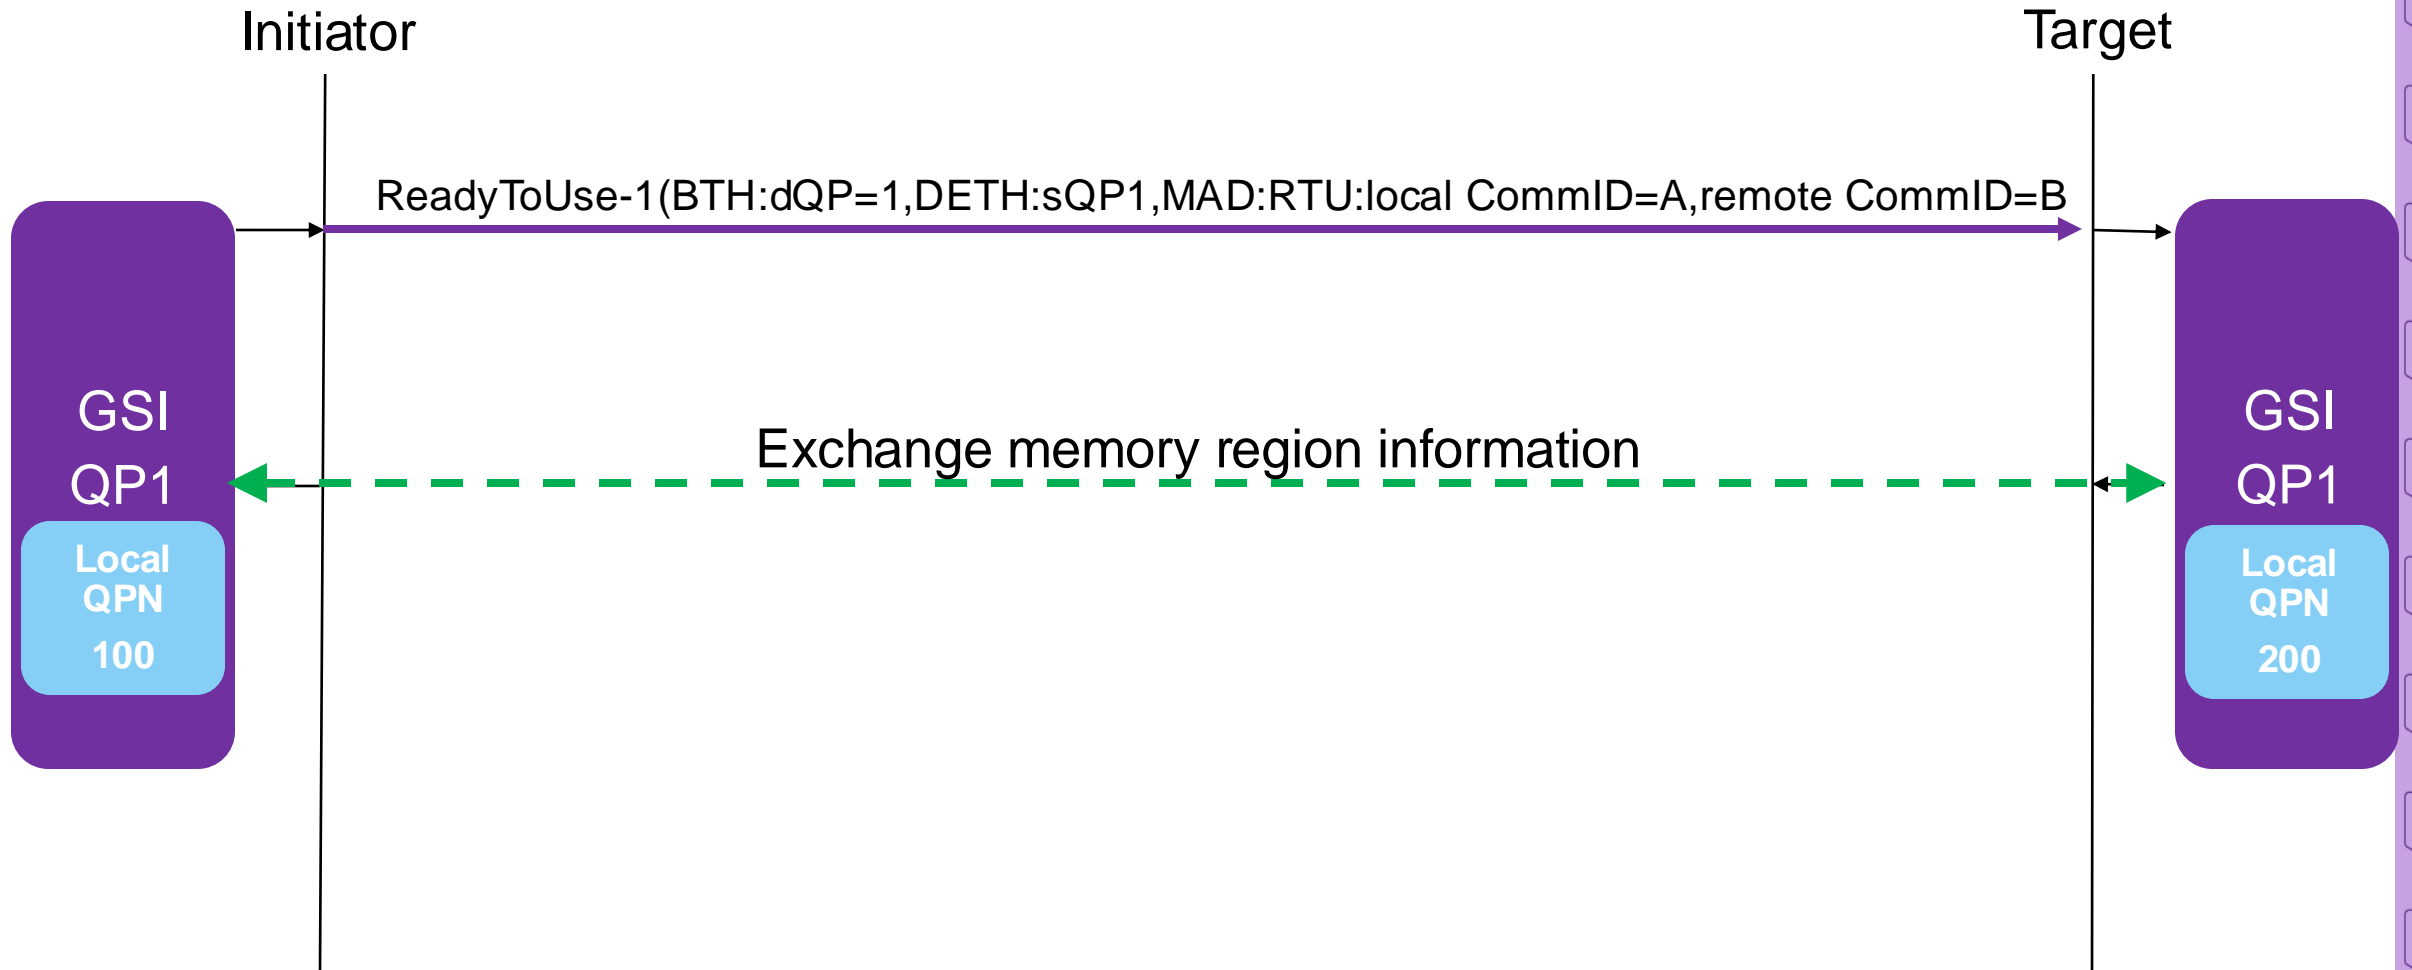 Initiator
Target
ReadyToUse-1(BTH:dQP=1,DETH:sQP1,MAD:RTU:local CommID=A,remote CommID=B
GSI
QP1
Local
QPN
100
Exchange memory region information
GSI
QP1
Local
QPN
200